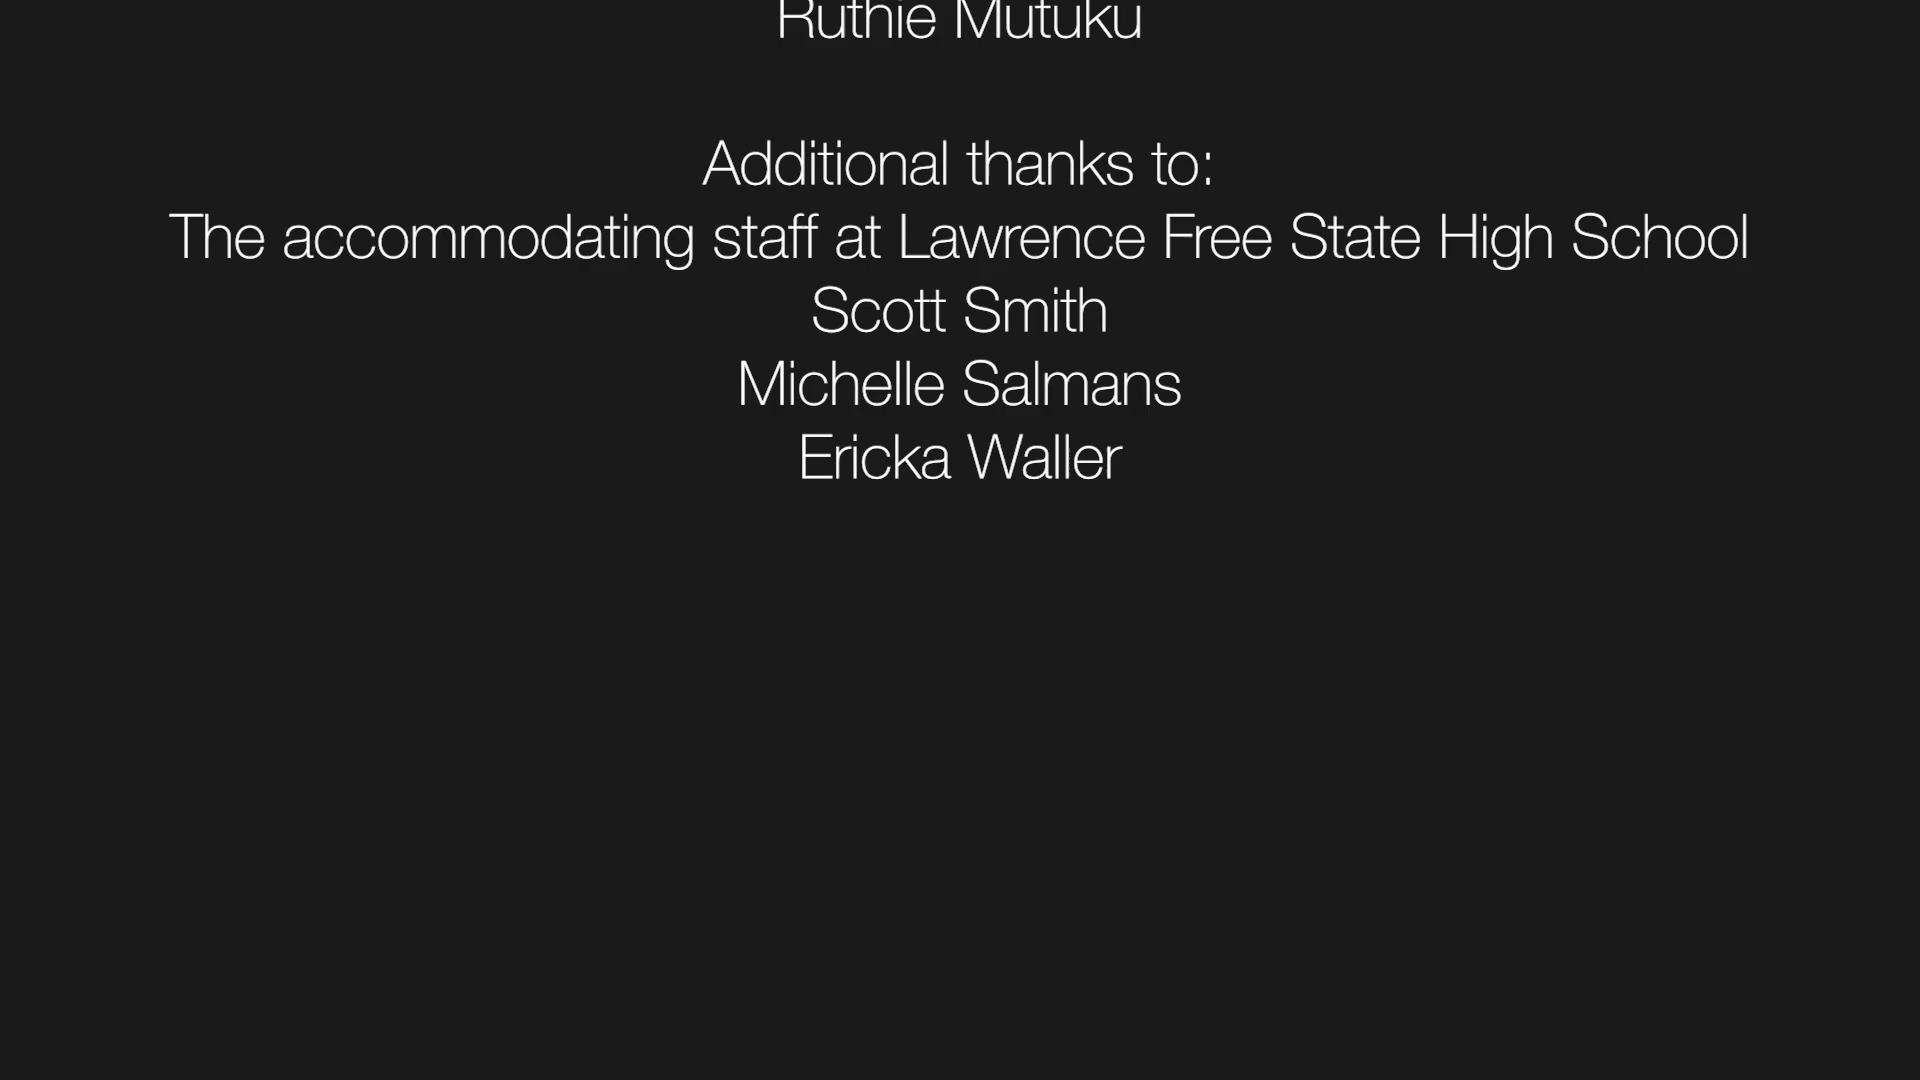 Ruthie Mutuku
Additional thanks to:
The accommodating staff at Lawrence Free State High School
Scott Smith
Michelle Salmans
Ericka Waller